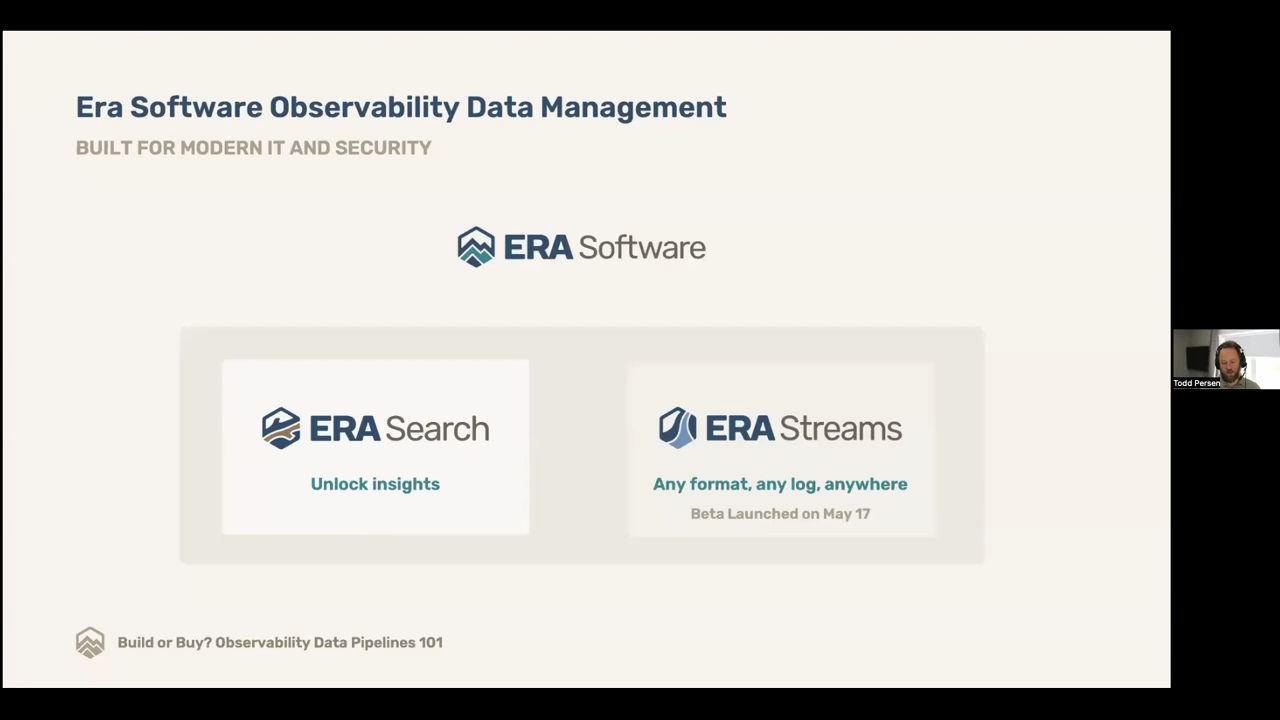 Era Software Observability Data Management
BUILT FOR MODERN IT AND SECURITY
ERA Software
ERA Search
Unlock insights
ERA Streams
Any format, any log, anywhere
Beta Launched on May 17
Todd Persen
Build or Buy? Observability Data Pipelines 101